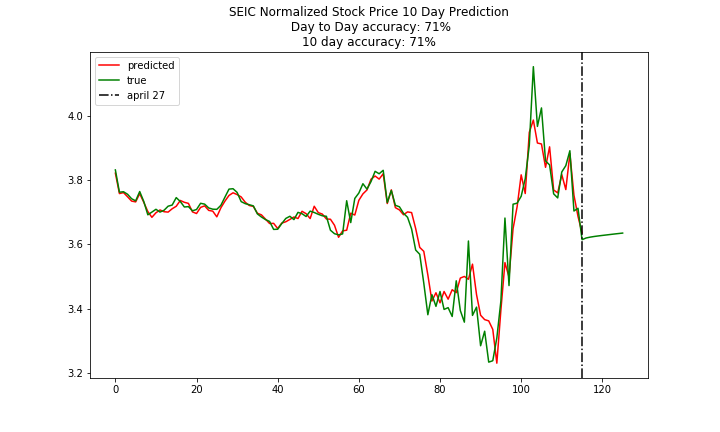 SEIC Normalized Stock Price 10 Day Prediction
Day to Day accuracy: 71%
10 day accuracy: 71%
predicted
true
april 27
4.0
3.8
3.6
3.4
3.2
0
20
40
60
80
100
120